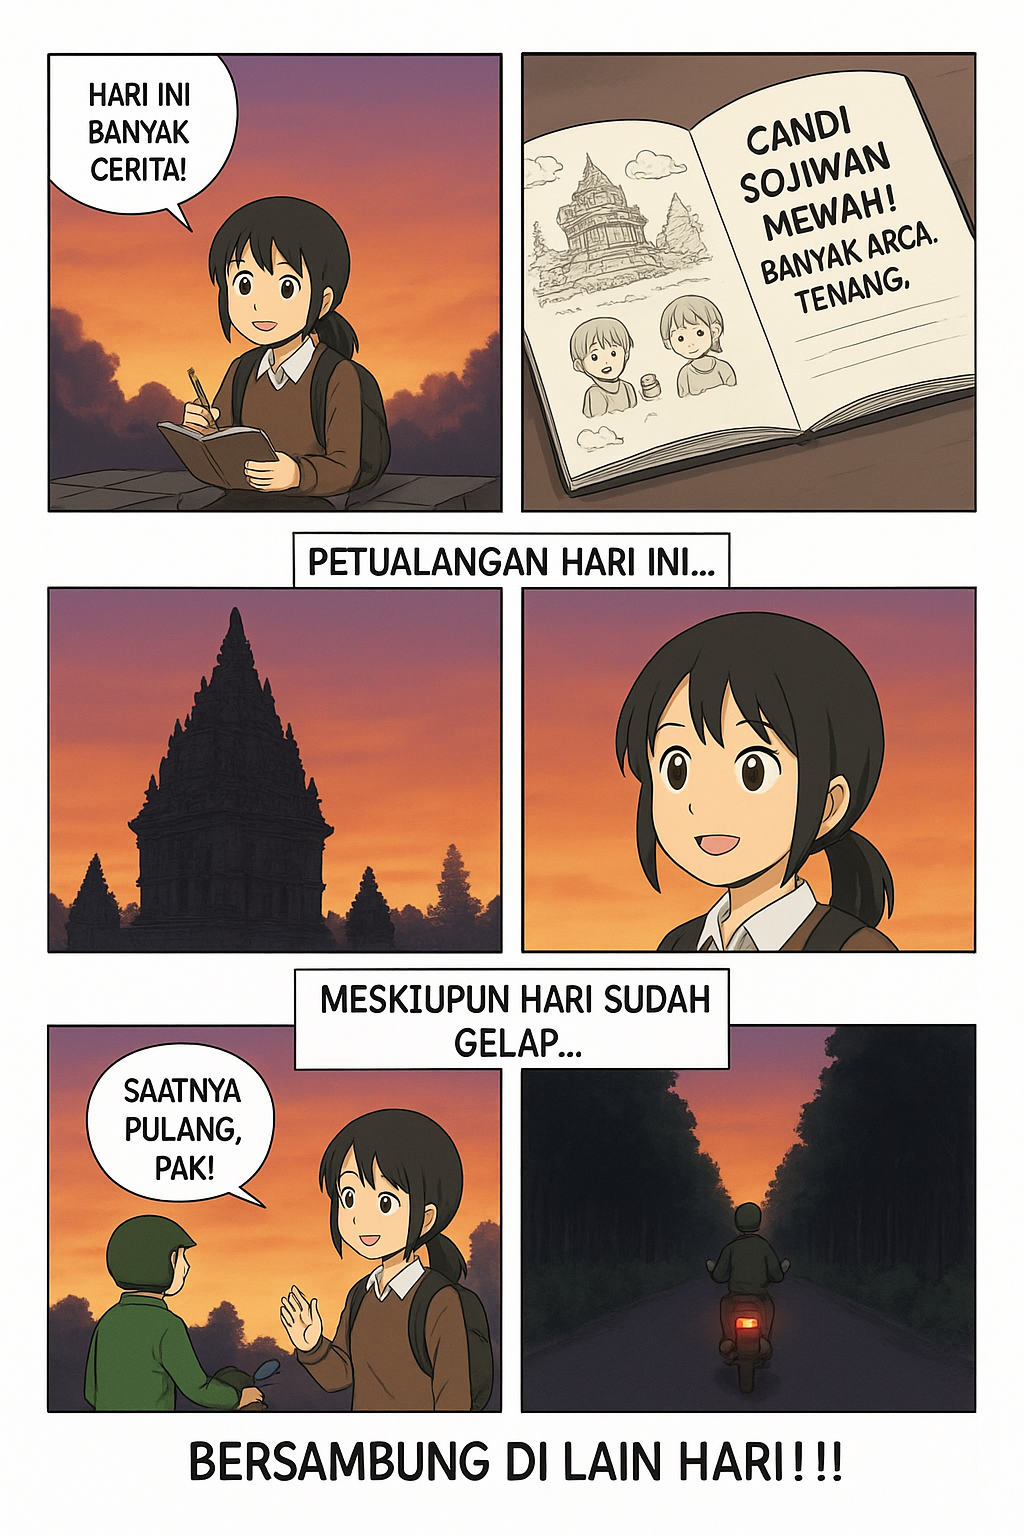 HARI INI
BANYAK
CERITA!
CANDI
SOJIWAN
MEWAH!
BANYAK ARCA.
TENANG,
PETUALANGAN HARI INI...
MESKIUPUN HARI SUDAH
GELAP...
SAATNYA
PULANG,
PAK!
BERSAMBUNG DI LAIN HARI!!!